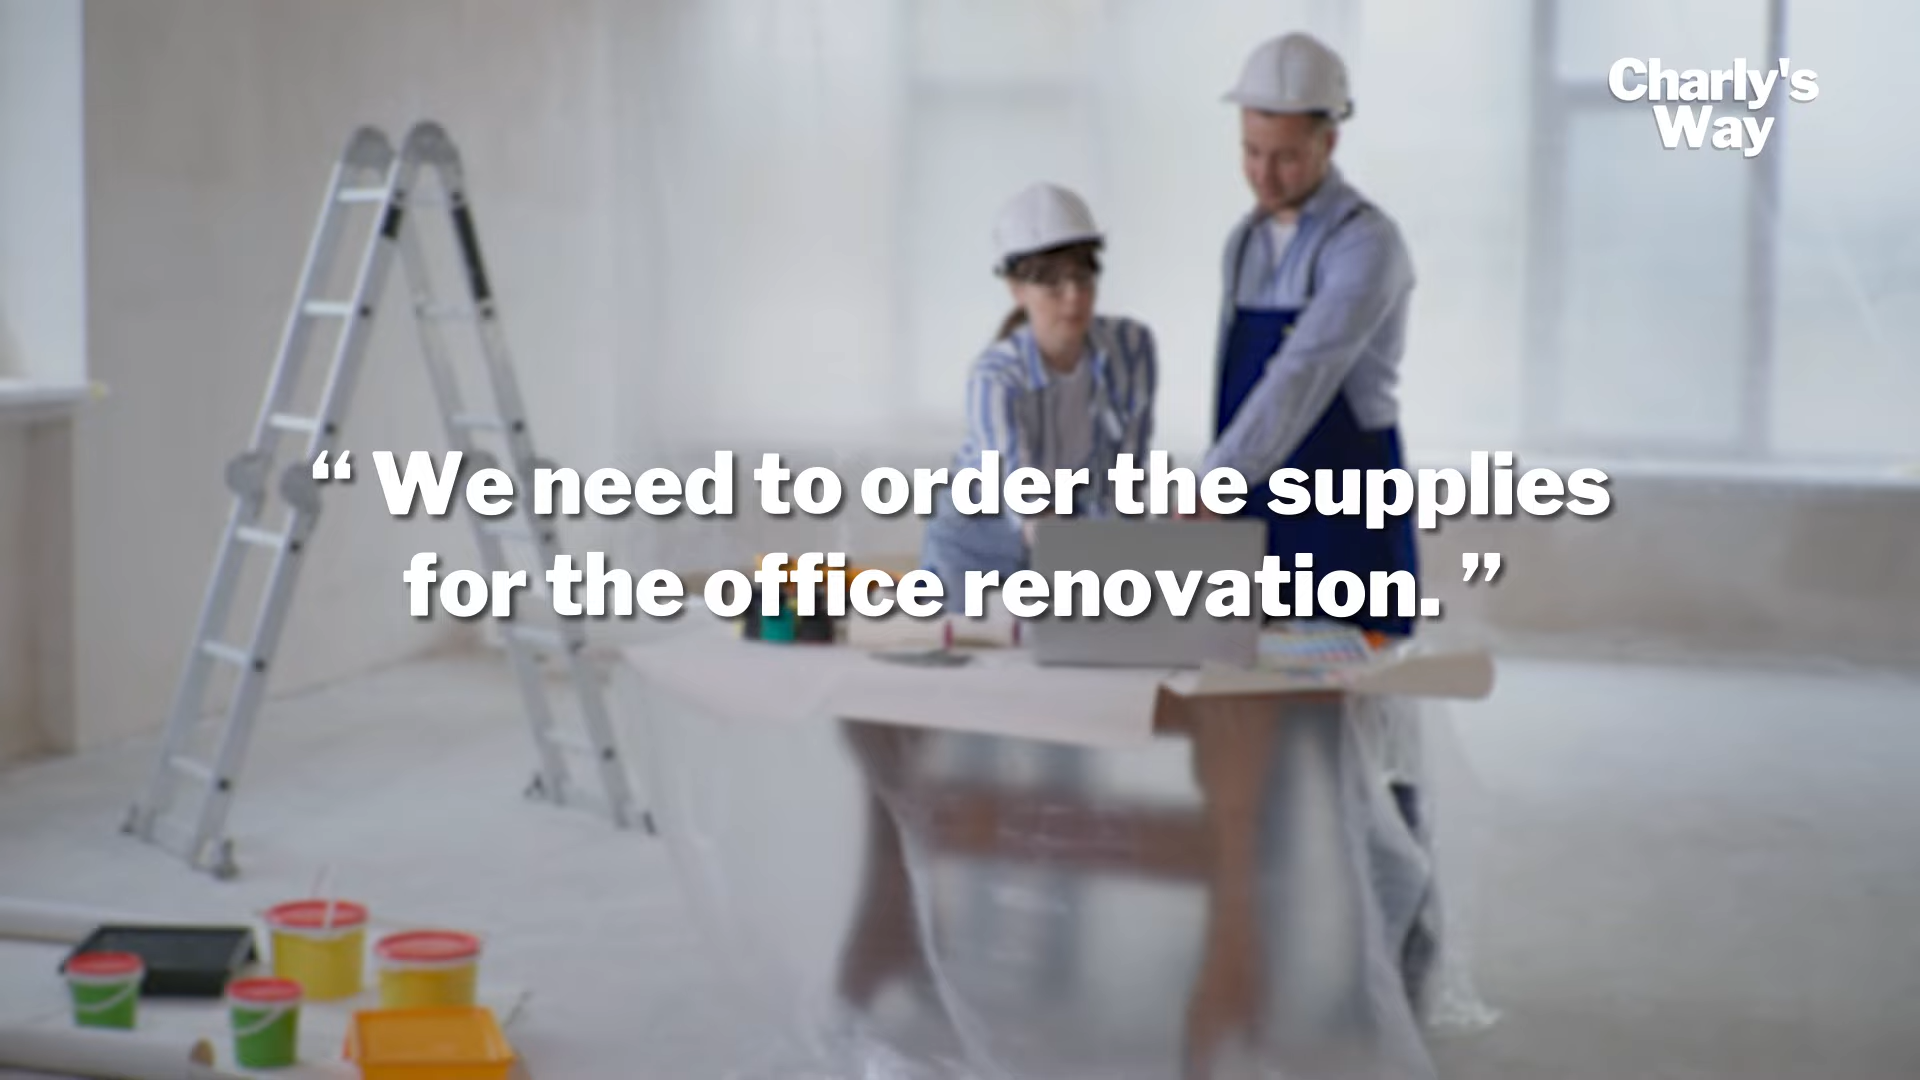 Charly's
Way
“ We need to order the supplies
for the office renovation. ”